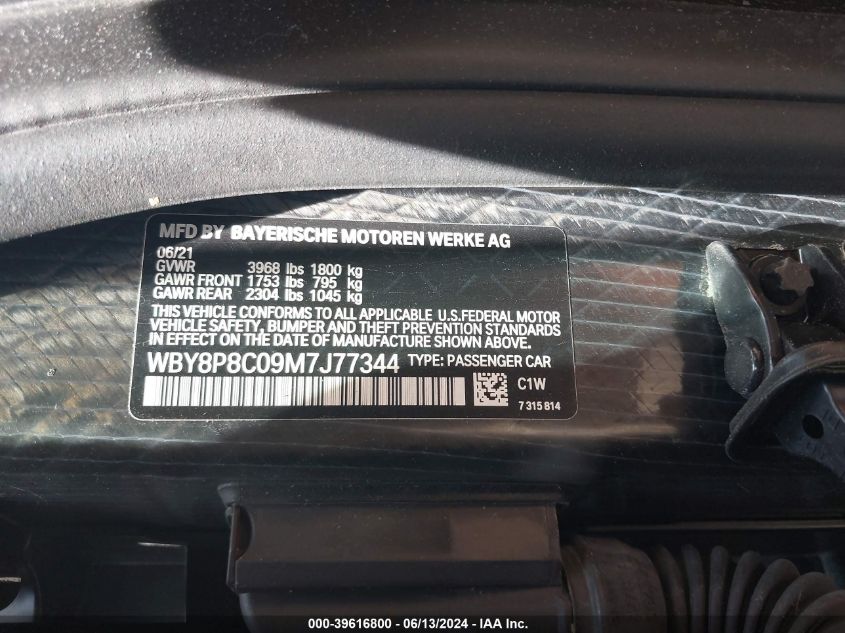 MFD BY BAYERISCHE MOTOREN WERKE AG
06/21
GVWR 3968 lbs 1800 kg
GAWR FRONT 1753 lbs 795 kg
GAWR REAR 2304 lbs 1045 kg
THIS VEHICLE CONFORMS TO ALL APPLICABLE U.S.FEDERAL MOTOR
VEHICLE SAFETY, BUMPER AND THEFT PREVENTION STANDARDS
IN EFFECT ON THE DATE OF MANUFACTURE SHOWN ABOVE.
WBY8P8C09M7J77344 TYPE: PASSENGER CAR
C1W
7 315 814
000-39616800 - 06/13/2024 - IAA Inc.